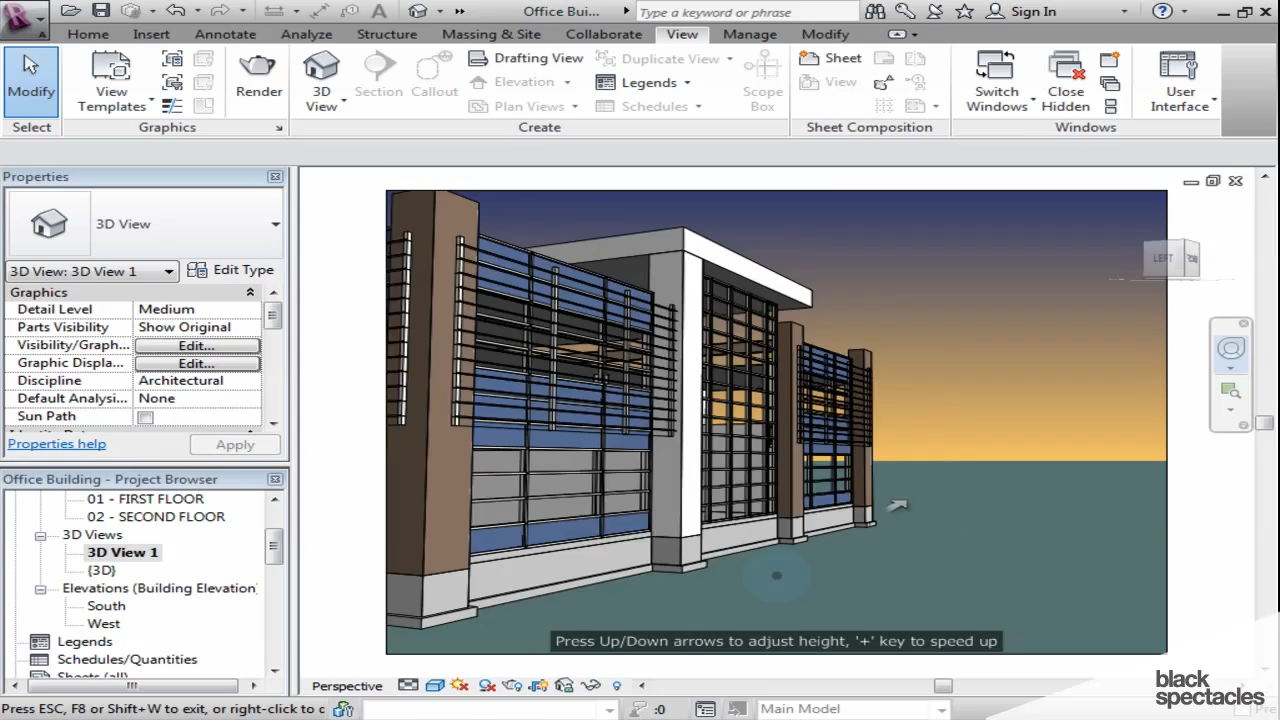 Office Bui...
Type a keyword or phrase
Sign In
Home Insert Annotate Analyze Structure Massing & Site Collaborate View Manage Modify
Modify
View Templates
Render
3D View
Section
Callout
Drafting View
Elevation
Plan Views
Duplicate View
Legends
Schedules
Scope Box
Sheet
View
Switch Windows
Close Hidden
User Interface
Select Graphics Create Sheet Composition Windows
Properties
3D View
3D View: 3D View 1 Edit Type
Graphics
Detail Level Medium
Parts Visibility Show Original
Visibility/Graph... Edit...
Graphic Displa... Edit...
Discipline Architectural
Default Analysi... None
Sun Path
Properties help Apply
Office Building - Project Browser
01 - FIRST FLOOR
02 - SECOND FLOOR
3D Views
3D View 1
{3D}
Elevations (Building Elevation)
South
West
Legends
Schedules/Quantities
Sheets (all)
LEFT
Press Up/Down arrows to adjust height, '+' key to speed up
Perspective
Press ESC, F8 or Shift+W to exit, or right-click to
:0
Main Model
black
spectacles